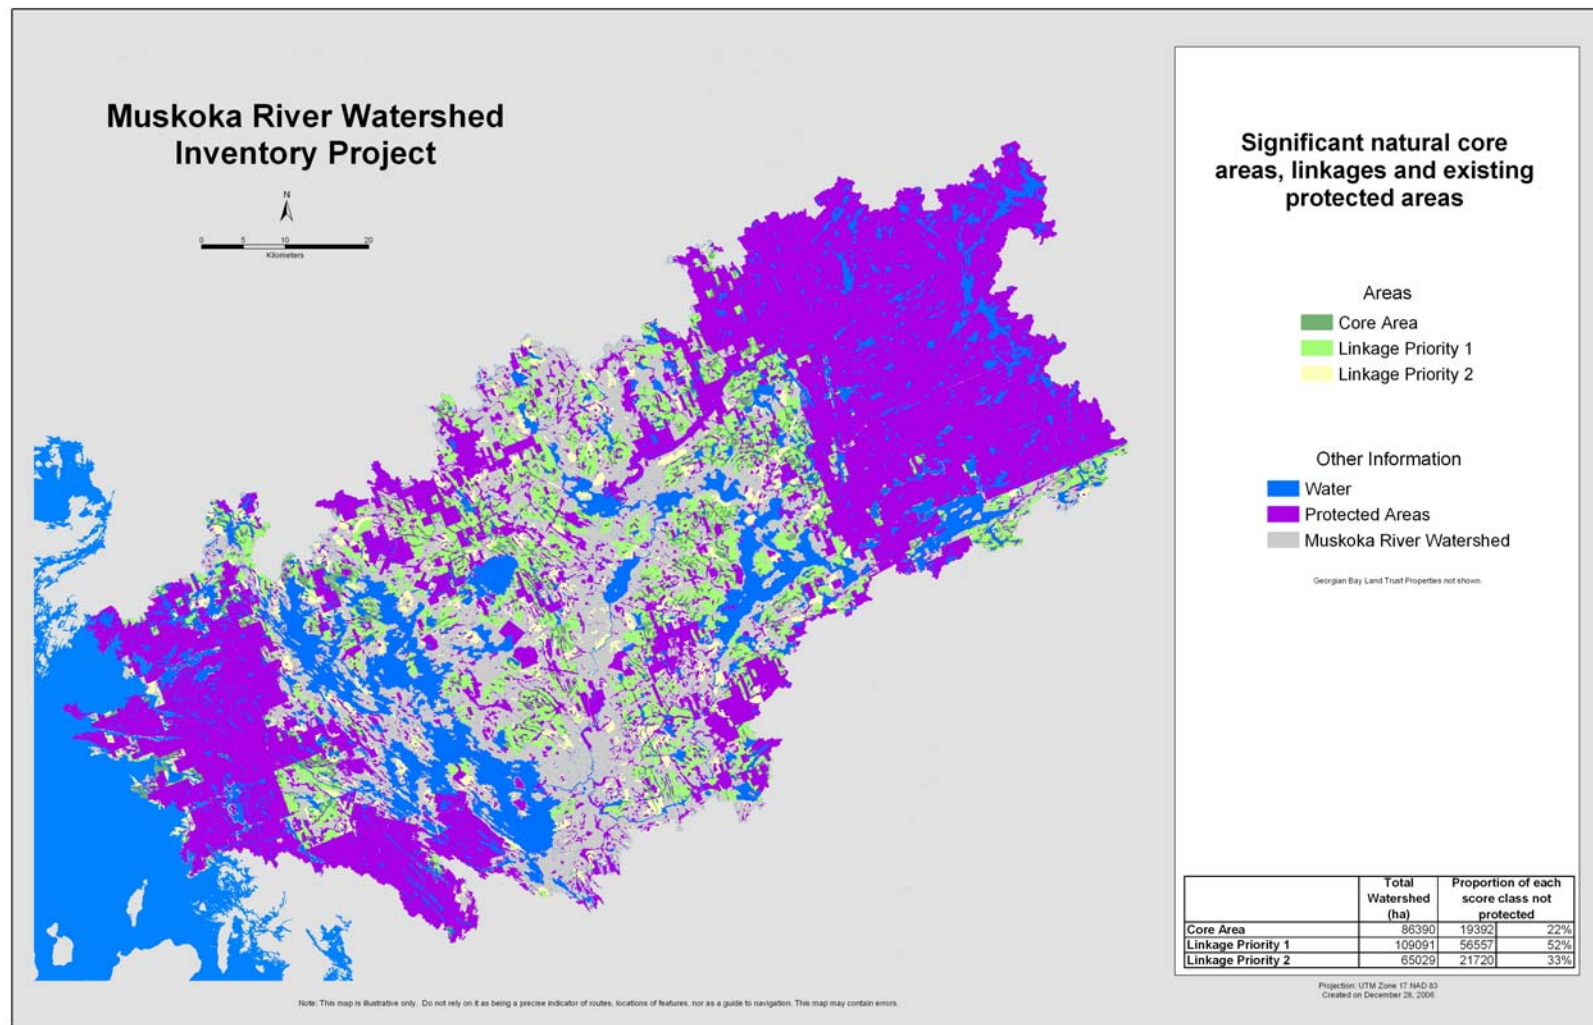 Muskoka River Watershed
Inventory Project
N
0 5 10 20
Kilometers
Significant natural core
areas, linkages and existing
protected areas
Areas
Core Area
Linkage Priority 1
Linkage Priority 2
Other Information
Water
Protected Areas
Muskoka River Watershed
Georgian Bay Land Trust Properties not shown.
Total Watershed (ha) Proportion of each score class not protected
Core Area 86390 19392 22%
Linkage Priority 1 109091 56557 52%
Linkage Priority 2 65029 21720 33%
Projection: UTM Zone 17 NAD 83
Created on December 28, 2006
Note: This map is illustrative only. Do not rely on it as being a precise indicator of routes, locations of features, nor as a guide to navigation. This map may contain errors.